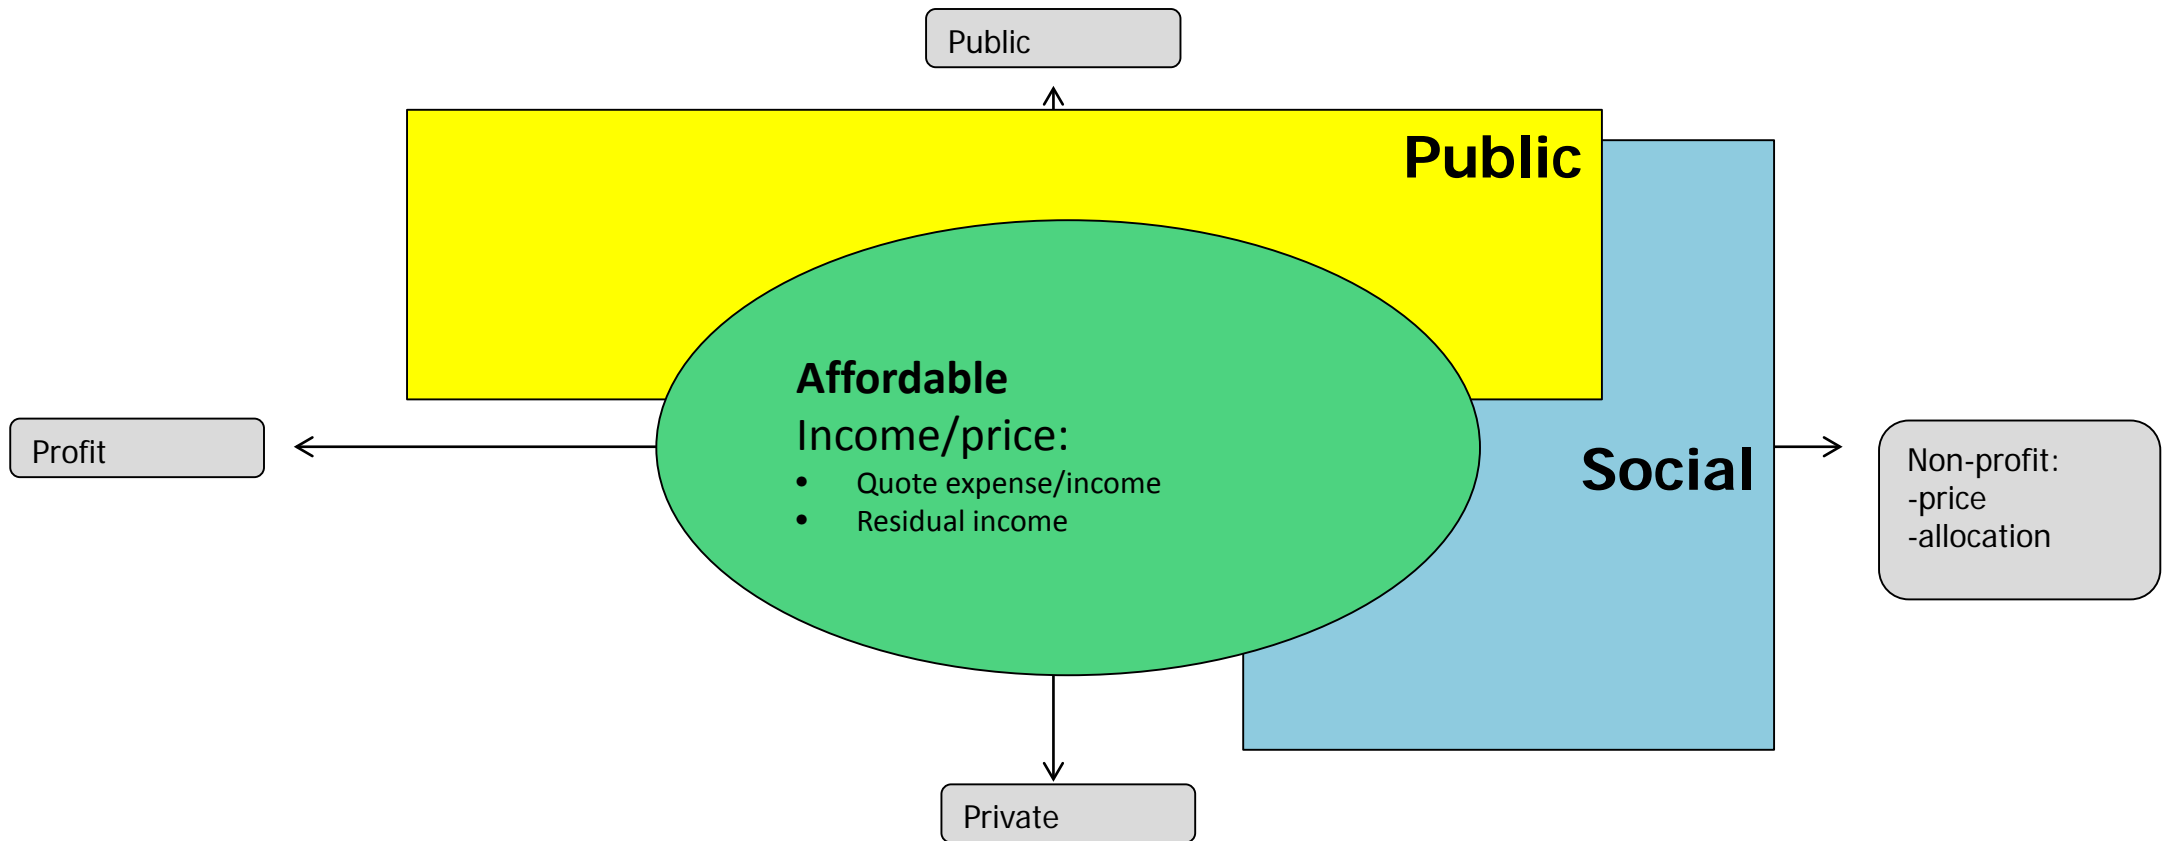 Public
Public
Affordable
Income/price:
• Quote expense/income
• Residual income
Profit
Social
Non-profit:
-price
-allocation
Private